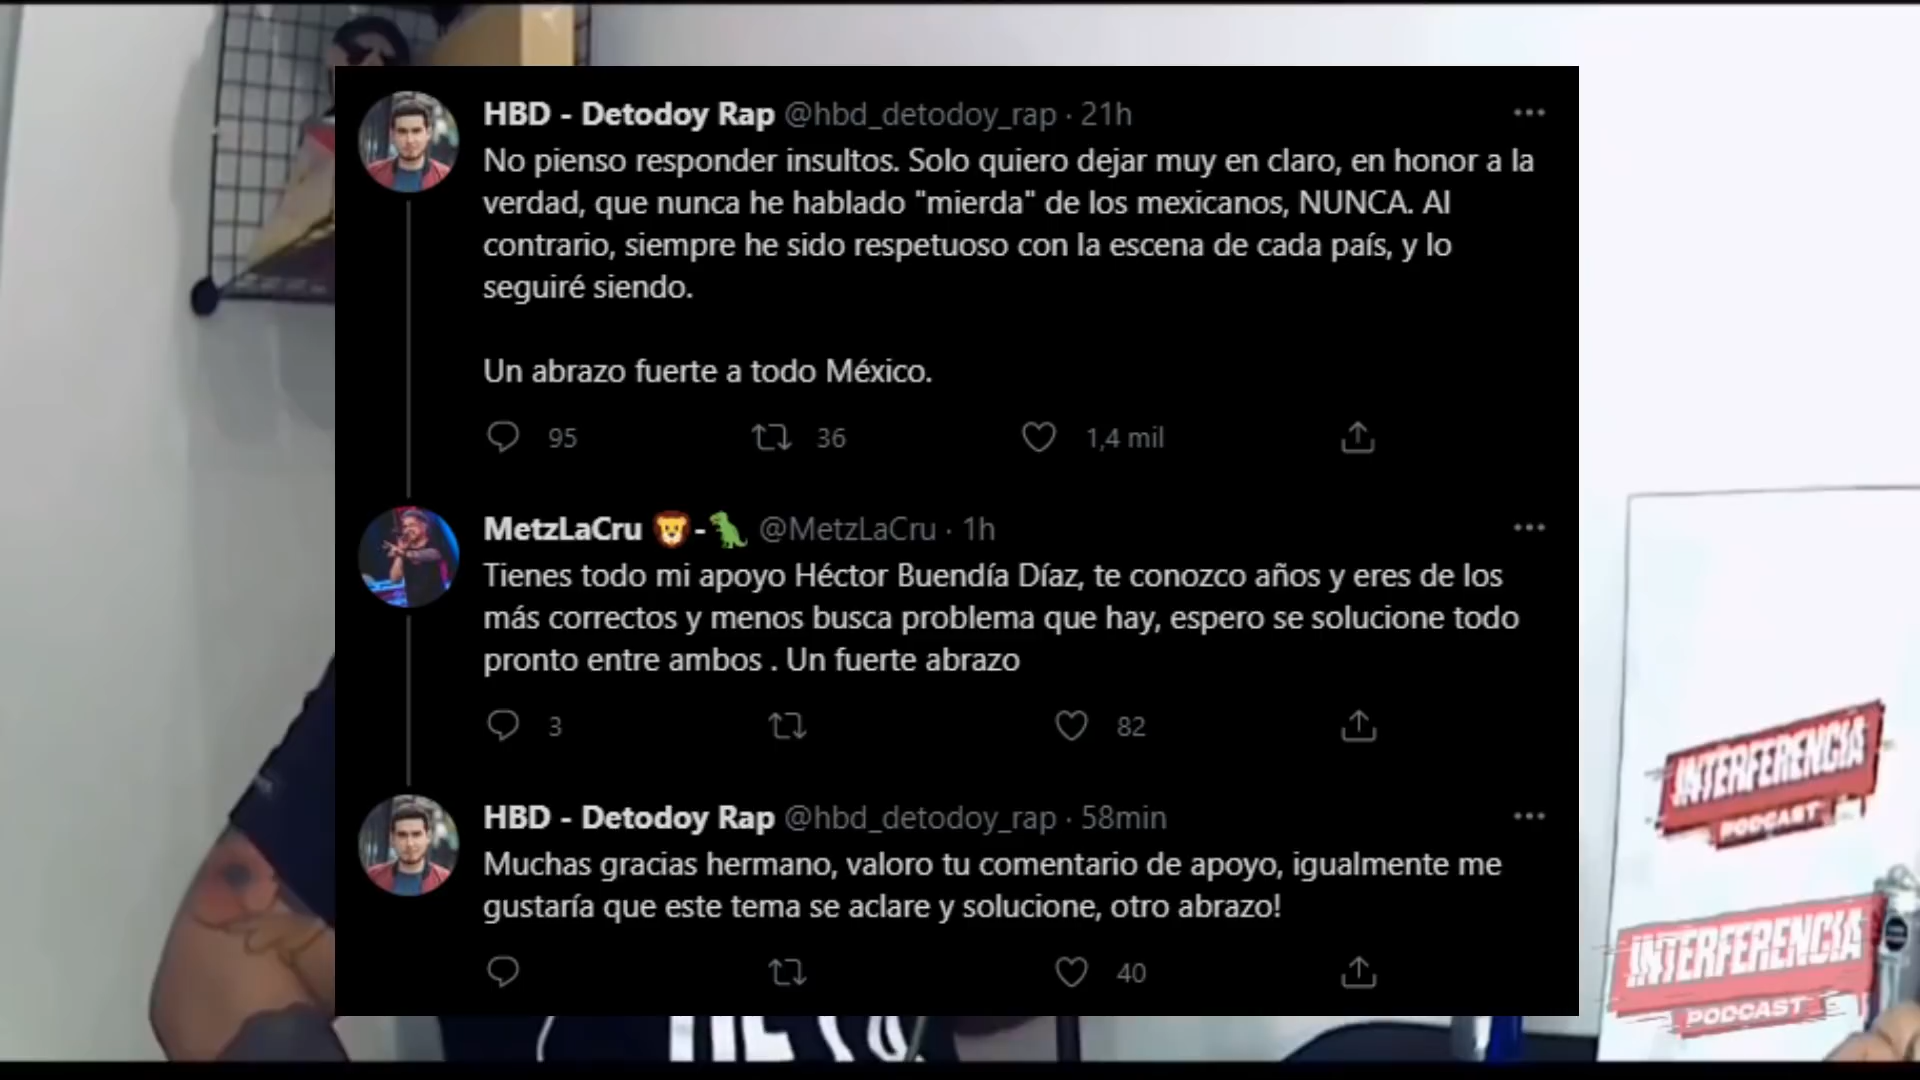 HBD - Detodoy Rap @hbd_detodoy_rap · 21h
No pienso responder insultos. Solo quiero dejar muy en claro, en honor a la
verdad, que nunca he hablado "mierda" de los mexicanos, NUNCA. Al
contrario, siempre he sido respetuoso con la escena de cada país, y lo
seguiré siendo.
Un abrazo fuerte a todo México.
95 36 1,4 mil
MetzLaCru 🦁-🦖 @MetzLaCru · 1h
Tienes todo mi apoyo Héctor Buendía Díaz, te conozco años y eres de los
más correctos y menos busca problema que hay, espero se solucione todo
pronto entre ambos . Un fuerte abrazo
3 82
HBD - Detodoy Rap @hbd_detodoy_rap · 58min
Muchas gracias hermano, valoro tu comentario de apoyo, igualmente me
gustaría que este tema se aclare y solucione, otro abrazo!
40
INTERFERENCIA
PODCAST
INTERFERENCIA
PODCAST